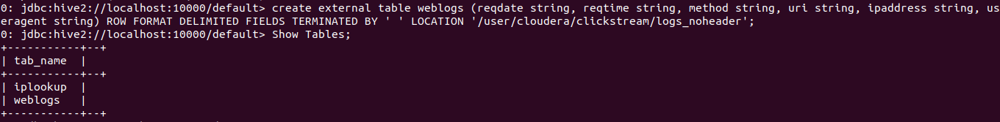 0: jdbc:hive2://localhost:10000/default> create external table weblogs (reqdate string, reqtime string, method string, uri string, ipaddress string, us
eragent string) ROW FORMAT DELIMITED FIELDS TERMINATED BY ' ' LOCATION '/user/cloudera/clickstream/logs_noheader';
0: jdbc:hive2://localhost:10000/default> Show Tables;
+-----------+--+
| tab_name  |
+-----------+--+
| iplookup  |
| weblogs   |
+-----------+--+